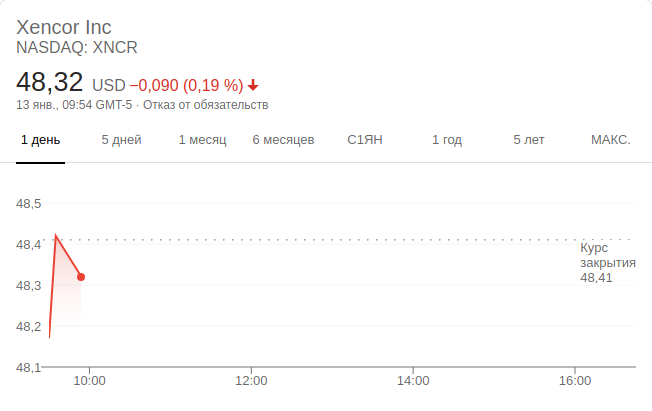 Xencor Inc
NASDAQ: XNCR
48,32 USD −0,090 (0,19 %)
13 янв., 09:54 GMT-5 · Отказ от обязательств
1 день 5 дней 1 месяц 6 месяцев С1ЯН 1 год 5 лет МАКС.
48,5
48,4
Курс
закрытия
48,41
48,3
48,2
48,1
10:00 12:00 14:00 16:00